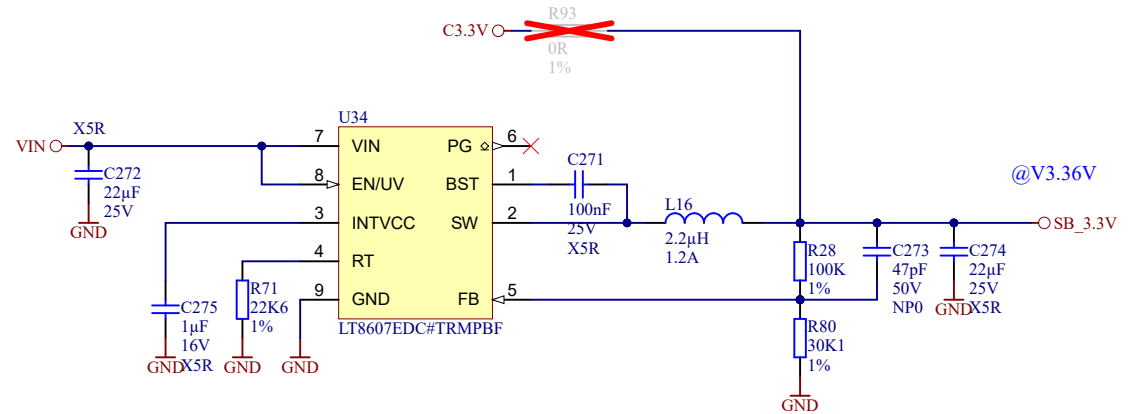 R93
C3.3V
0R
1%
U34
X5R
VIN
7
VIN
PG
6
C272
22µF
25V
GND
8
EN/UV
BST
1
C271
100nF
25V
X5R
@V3.36V
3
INTVCC
SW
2
L16
2.2µH
1.2A
SB_3.3V
4
RT
R28
100K
1%
C273
47pF
50V
NP0
C274
22µF
25V
X5R
GND
R71
22K6
1%
9
GND
FB
5
C275
1µF
16V
X5R
LT8607EDC#TRMPBF
R80
30K1
1%
GND
GND
GND
GND